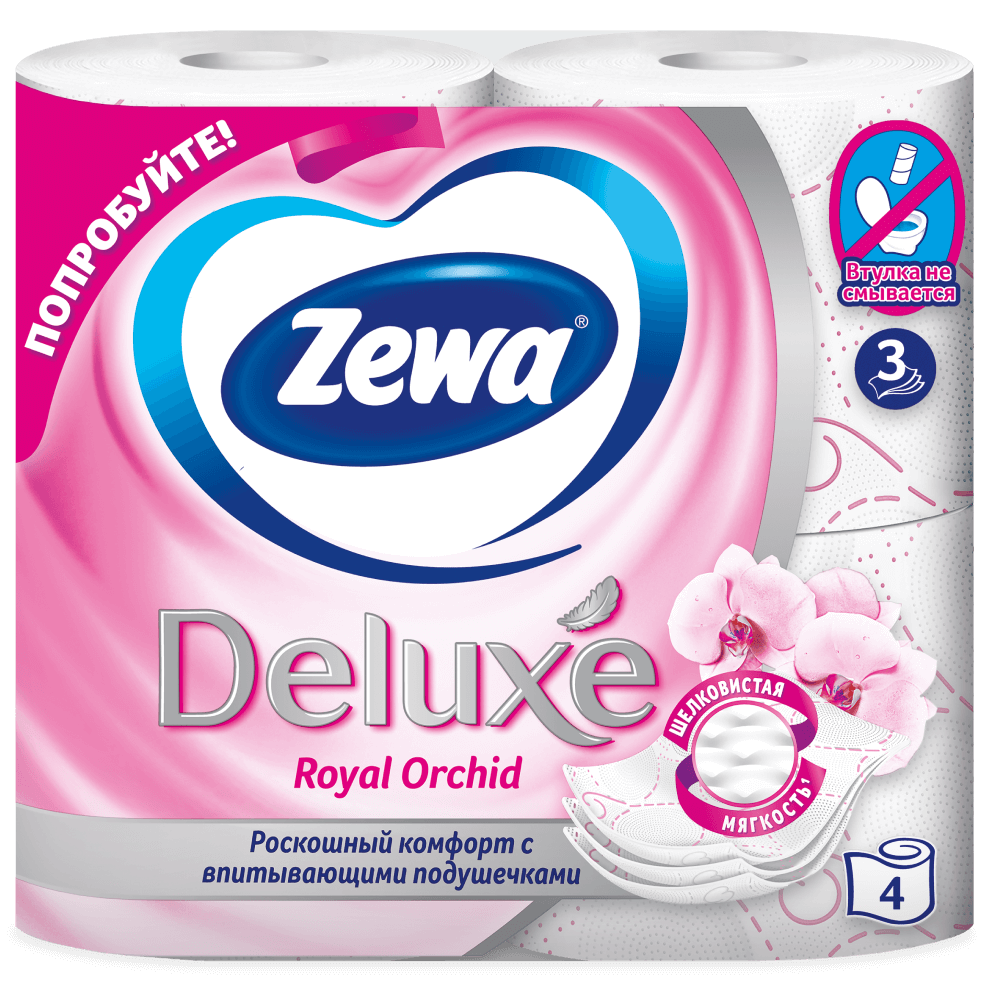 ПОПРОБУЙТЕ!
Zewa®
Втулка не
смывается
3
Deluxe
Royal Orchid
ШЕЛКОВИСТАЯ
МЯГКОСТЬ¹
Роскошный комфорт с
впитывающими подушечками
4